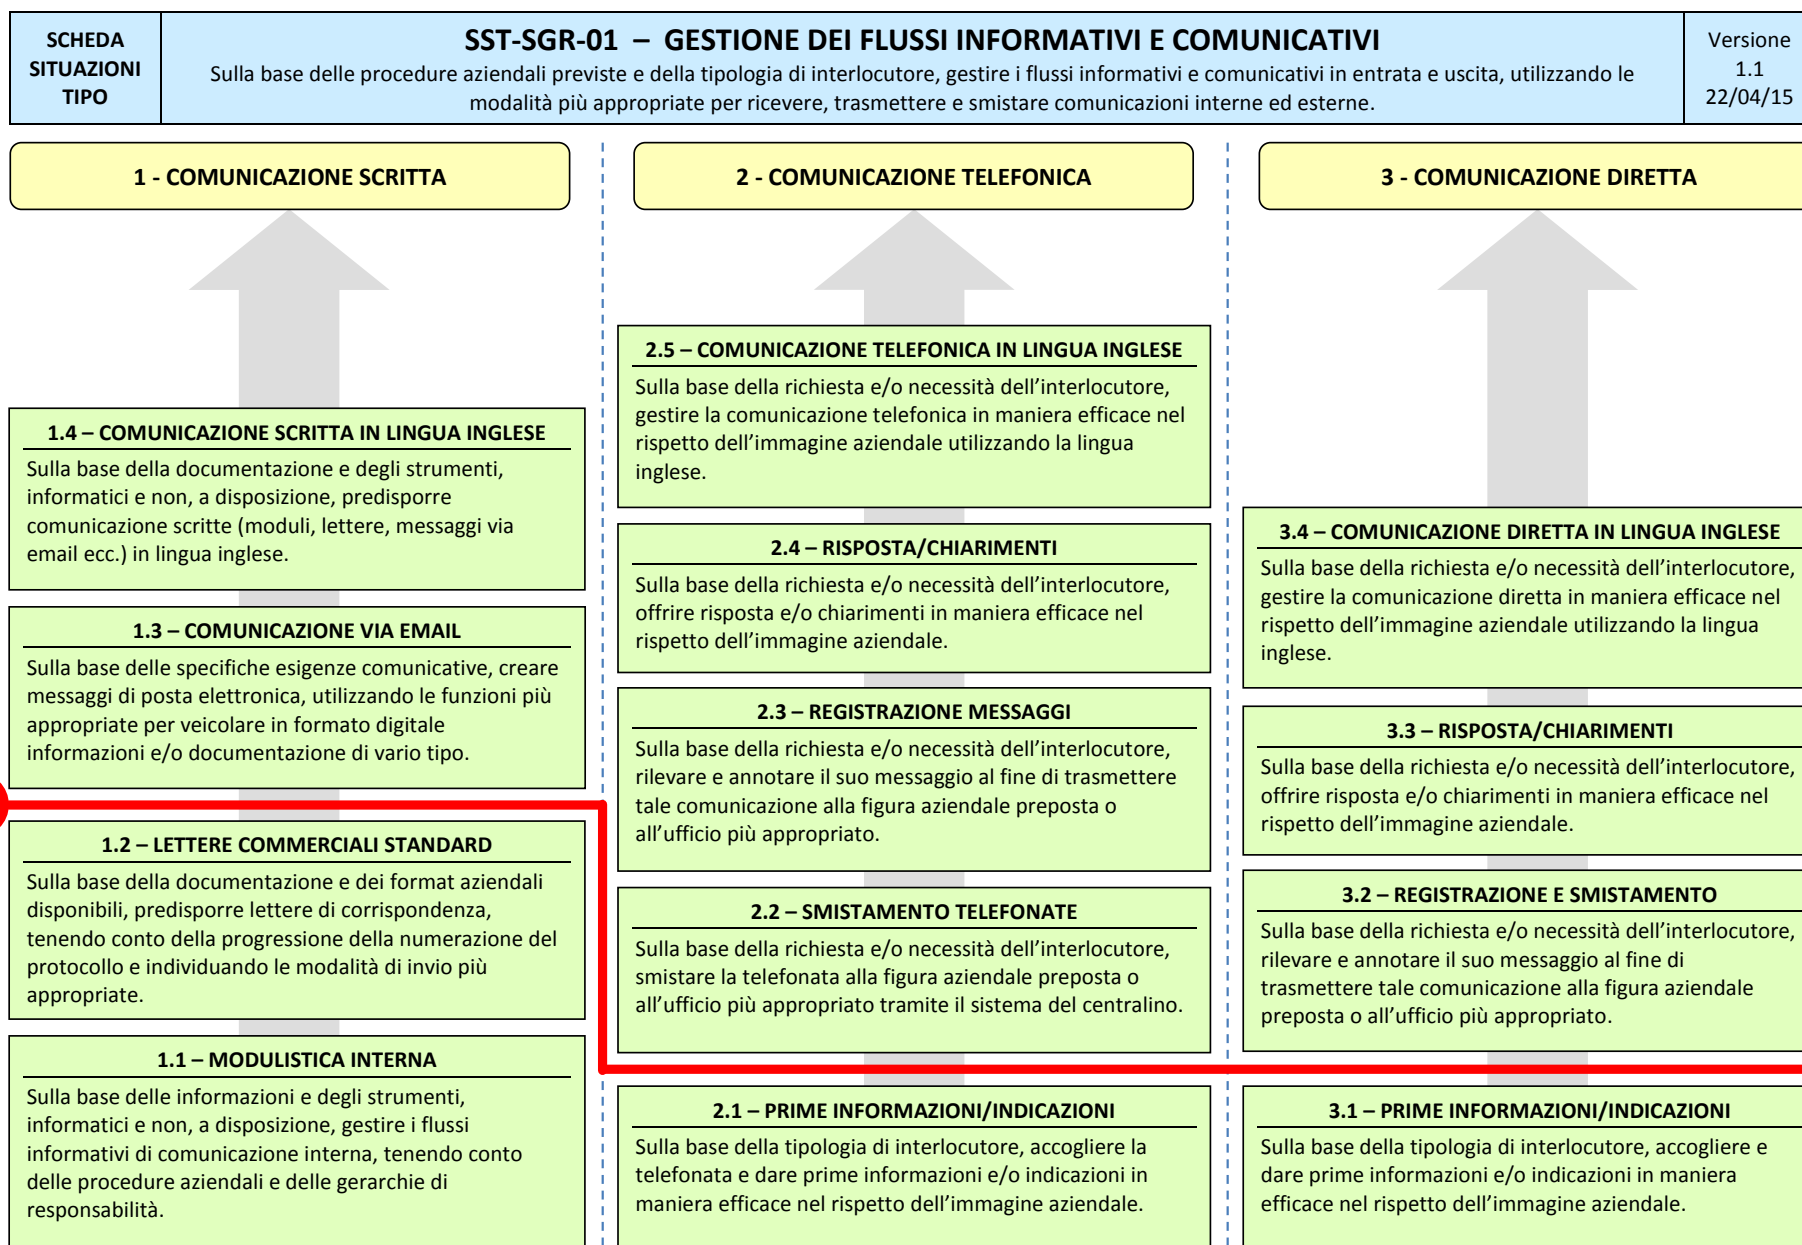 SCHEDA
SITUAZIONI
TIPO
SST-SGR-01 – GESTIONE DEI FLUSSI INFORMATIVI E COMUNICATIVI
Sulla base delle procedure aziendali previste e della tipologia di interlocutore, gestire i flussi informativi e comunicativi in entrata e uscita, utilizzando le
modalità più appropriate per ricevere, trasmettere e smistare comunicazioni interne ed esterne.
Versione
1.1
22/04/15
1 - COMUNICAZIONE SCRITTA
1.4 – COMUNICAZIONE SCRITTA IN LINGUA INGLESE
Sulla base della documentazione e degli strumenti,
informatici e non, a disposizione, predisporre
comunicazione scritte (moduli, lettere, messaggi via
email ecc.) in lingua inglese.
1.3 – COMUNICAZIONE VIA EMAIL
Sulla base delle specifiche esigenze comunicative, creare
messaggi di posta elettronica, utilizzando le funzioni più
appropriate per veicolare in formato digitale
informazioni e/o documentazione di vario tipo.
1.2 – LETTERE COMMERCIALI STANDARD
Sulla base della documentazione e dei format aziendali
disponibili, predisporre lettere di corrispondenza,
tenendo conto della progressione della numerazione del
protocollo e individuando le modalità di invio più
appropriate.
1.1 – MODULISTICA INTERNA
Sulla base delle informazioni e degli strumenti,
informatici e non, a disposizione, gestire i flussi
informativi di comunicazione interna, tenendo conto
delle procedure aziendali e delle gerarchie di
responsabilità.
2 - COMUNICAZIONE TELEFONICA
2.5 – COMUNICAZIONE TELEFONICA IN LINGUA INGLESE
Sulla base della richiesta e/o necessità dell’interlocutore,
gestire la comunicazione telefonica in maniera efficace nel
rispetto dell’immagine aziendale utilizzando la lingua
inglese.
2.4 – RISPOSTA/CHIARIMENTI
Sulla base della richiesta e/o necessità dell’interlocutore,
offrire risposta e/o chiarimenti in maniera efficace nel
rispetto dell’immagine aziendale.
2.3 – REGISTRAZIONE MESSAGGI
Sulla base della richiesta e/o necessità dell’interlocutore,
rilevare e annotare il suo messaggio al fine di trasmettere
tale comunicazione alla figura aziendale preposta o
all’ufficio più appropriato.
2.2 – SMISTAMENTO TELEFONATE
Sulla base della richiesta e/o necessità dell’interlocutore,
smistare la telefonata alla figura aziendale preposta o
all’ufficio più appropriato tramite il sistema del centralino.
2.1 – PRIME INFORMAZIONI/INDICAZIONI
Sulla base della tipologia di interlocutore, accogliere la
telefonata e dare prime informazioni e/o indicazioni in
maniera efficace nel rispetto dell’immagine aziendale.
3 - COMUNICAZIONE DIRETTA
3.4 – COMUNICAZIONE DIRETTA IN LINGUA INGLESE
Sulla base della richiesta e/o necessità dell’interlocutore,
gestire la comunicazione diretta in maniera efficace nel
rispetto dell’immagine aziendale utilizzando la lingua
inglese.
3.3 – RISPOSTA/CHIARIMENTI
Sulla base della richiesta e/o necessità dell’interlocutore,
offrire risposta e/o chiarimenti in maniera efficace nel
rispetto dell’immagine aziendale.
3.2 – REGISTRAZIONE E SMISTAMENTO
Sulla base della richiesta e/o necessità dell’interlocutore,
rilevare e annotare il suo messaggio al fine di
trasmettere tale comunicazione alla figura aziendale
preposta o all’ufficio più appropriato.
3.1 – PRIME INFORMAZIONI/INDICAZIONI
Sulla base della tipologia di interlocutore, accogliere e
dare prime informazioni e/o indicazioni in maniera
efficace nel rispetto dell’immagine aziendale.